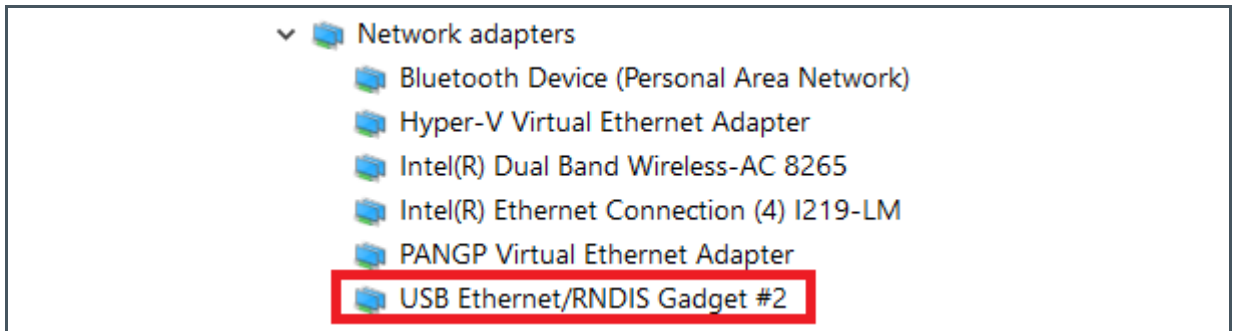 Network adapters
Bluetooth Device (Personal Area Network)
Hyper-V Virtual Ethernet Adapter
Intel(R) Dual Band Wireless-AC 8265
Intel(R) Ethernet Connection (4) I219-LM
PANGP Virtual Ethernet Adapter
USB Ethernet/RNDIS Gadget #2